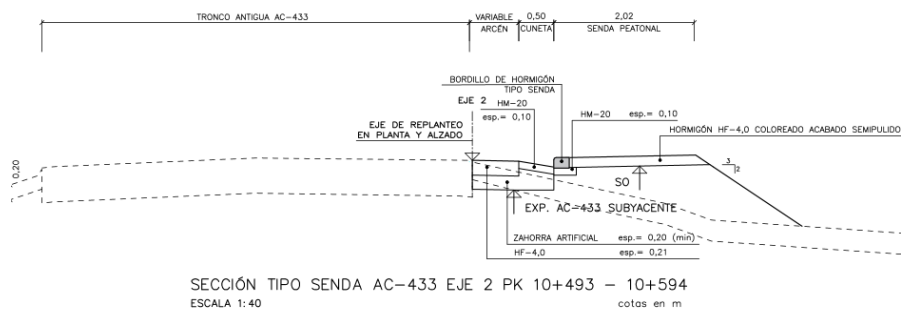 TRONCO ANTIGUA AC-433
VARIABLE
ARCÉN
0,50
CUNETA
2,02
SENDA PEATONAL
BORDILLO DE HORMIGÓN
TIPO SENDA
EJE 2
HM-20
esp.= 0,10
HM-20 esp.= 0,10
EJE DE REPLANTEO
EN PLANTA Y ALZADO
HORMIGÓN HF-4,0 COLOREADO ACABADO SEMIPULIDO
0,20
3
2
S0
EXP. AC-433 SUBYACENTE
ZAHORRA ARTIFICIAL esp.= 0,20 (min)
HF-4,0 esp.= 0,21
SECCIÓN TIPO SENDA AC-433 EJE 2 PK 10+493 - 10+594
ESCALA 1:40 cotas en m